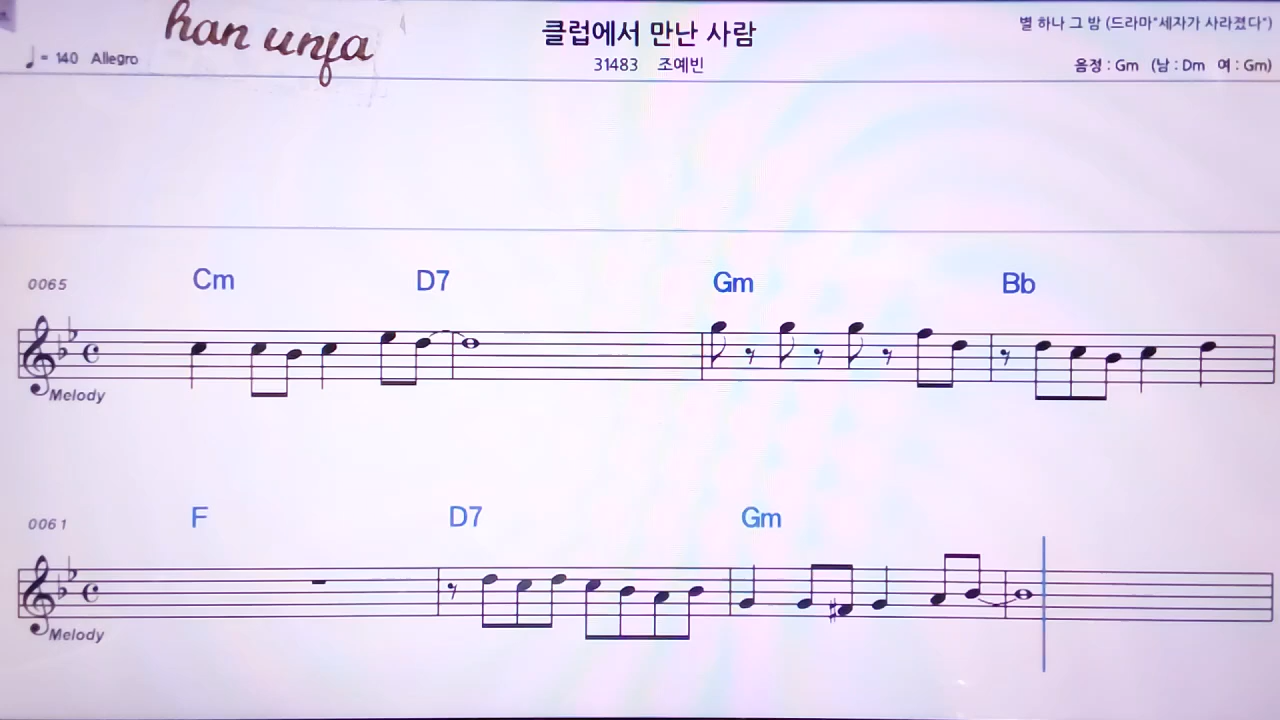 han unfa
클럽에서 만난 사람
별 하나 그 밤 (드라마"세자가 사라졌다")
♩ = 140 Allegro
31483 조예빈
음정 : Gm (남 : Dm 여 : Gm)
0065 Cm D7 Gm Bb
Melody
0061 F D7 Gm
Melody